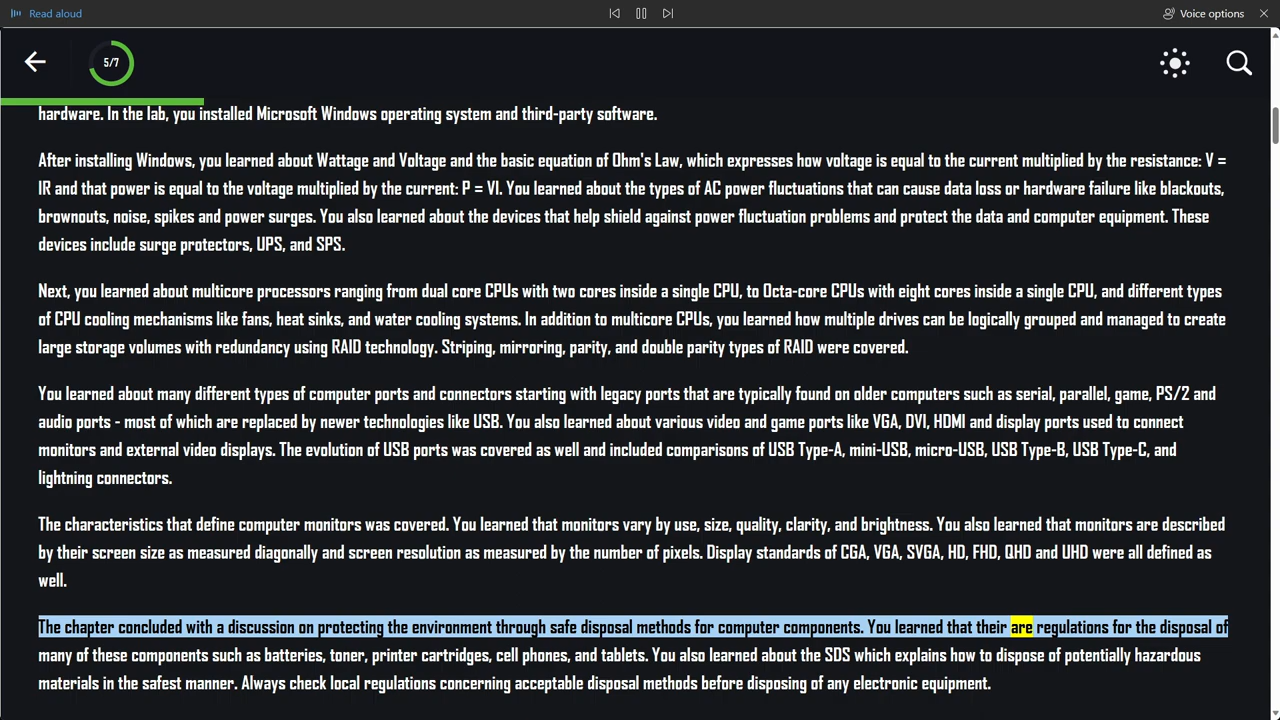 Read aloud
Voice options
5/7
hardware. In the lab, you installed Microsoft Windows operating system and third-party software.
After installing Windows, you learned about Wattage and Voltage and the basic equation of Ohm's Law, which expresses how voltage is equal to the current multiplied by the resistance: V =
IR and that power is equal to the voltage multiplied by the current: P = VI. You learned about the types of AC power fluctuations that can cause data loss or hardware failure like blackouts,
brownouts, noise, spikes and power surges. You also learned about the devices that help shield against power fluctuation problems and protect the data and computer equipment. These
devices include surge protectors, UPS, and SPS.
Next, you learned about multicore processors ranging from dual core CPUs with two cores inside a single CPU, to Octa-core CPUs with eight cores inside a single CPU, and different types
of CPU cooling mechanisms like fans, heat sinks, and water cooling systems. In addition to multicore CPUs, you learned how multiple drives can be logically grouped and managed to create
large storage volumes with redundancy using RAID technology. Striping, mirroring, parity, and double parity types of RAID were covered.
You learned about many different types of computer ports and connectors starting with legacy ports that are typically found on older computers such as serial, parallel, game, PS/2 and
audio ports - most of which are replaced by newer technologies like USB. You also learned about various video and game ports like VGA, DVI, HDMI and display ports used to connect
monitors and external video displays. The evolution of USB ports was covered as well and included comparisons of USB Type-A, mini-USB, micro-USB, USB Type-B, USB Type-C, and
lightning connectors.
The characteristics that define computer monitors was covered. You learned that monitors vary by use, size, quality, clarity, and brightness. You also learned that monitors are described
by their screen size as measured diagonally and screen resolution as measured by the number of pixels. Display standards of CGA, VGA, SVGA, HD, FHD, QHD and UHD were all defined as
well.
The chapter concluded with a discussion on protecting the environment through safe disposal methods for computer components. You learned that their are regulations for the disposal of
many of these components such as batteries, toner, printer cartridges, cell phones, and tablets. You also learned about the SDS which explains how to dispose of potentially hazardous
materials in the safest manner. Always check local regulations concerning acceptable disposal methods before disposing of any electronic equipment.